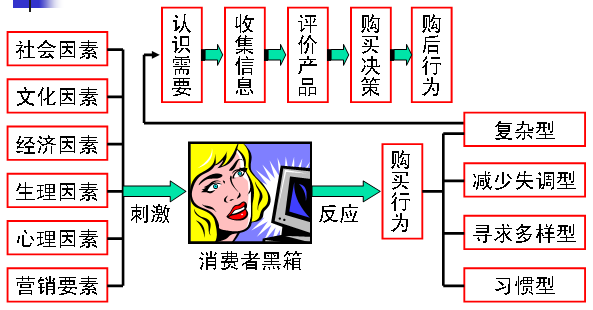 认识需要
收集信息
评价产品
购买决策
购后行为
社会因素
文化因素
经济因素
生理因素
心理因素
营销要素
刺激
消费者黑箱
反应
购买行为
复杂型
减少失调型
寻求多样型
习惯型